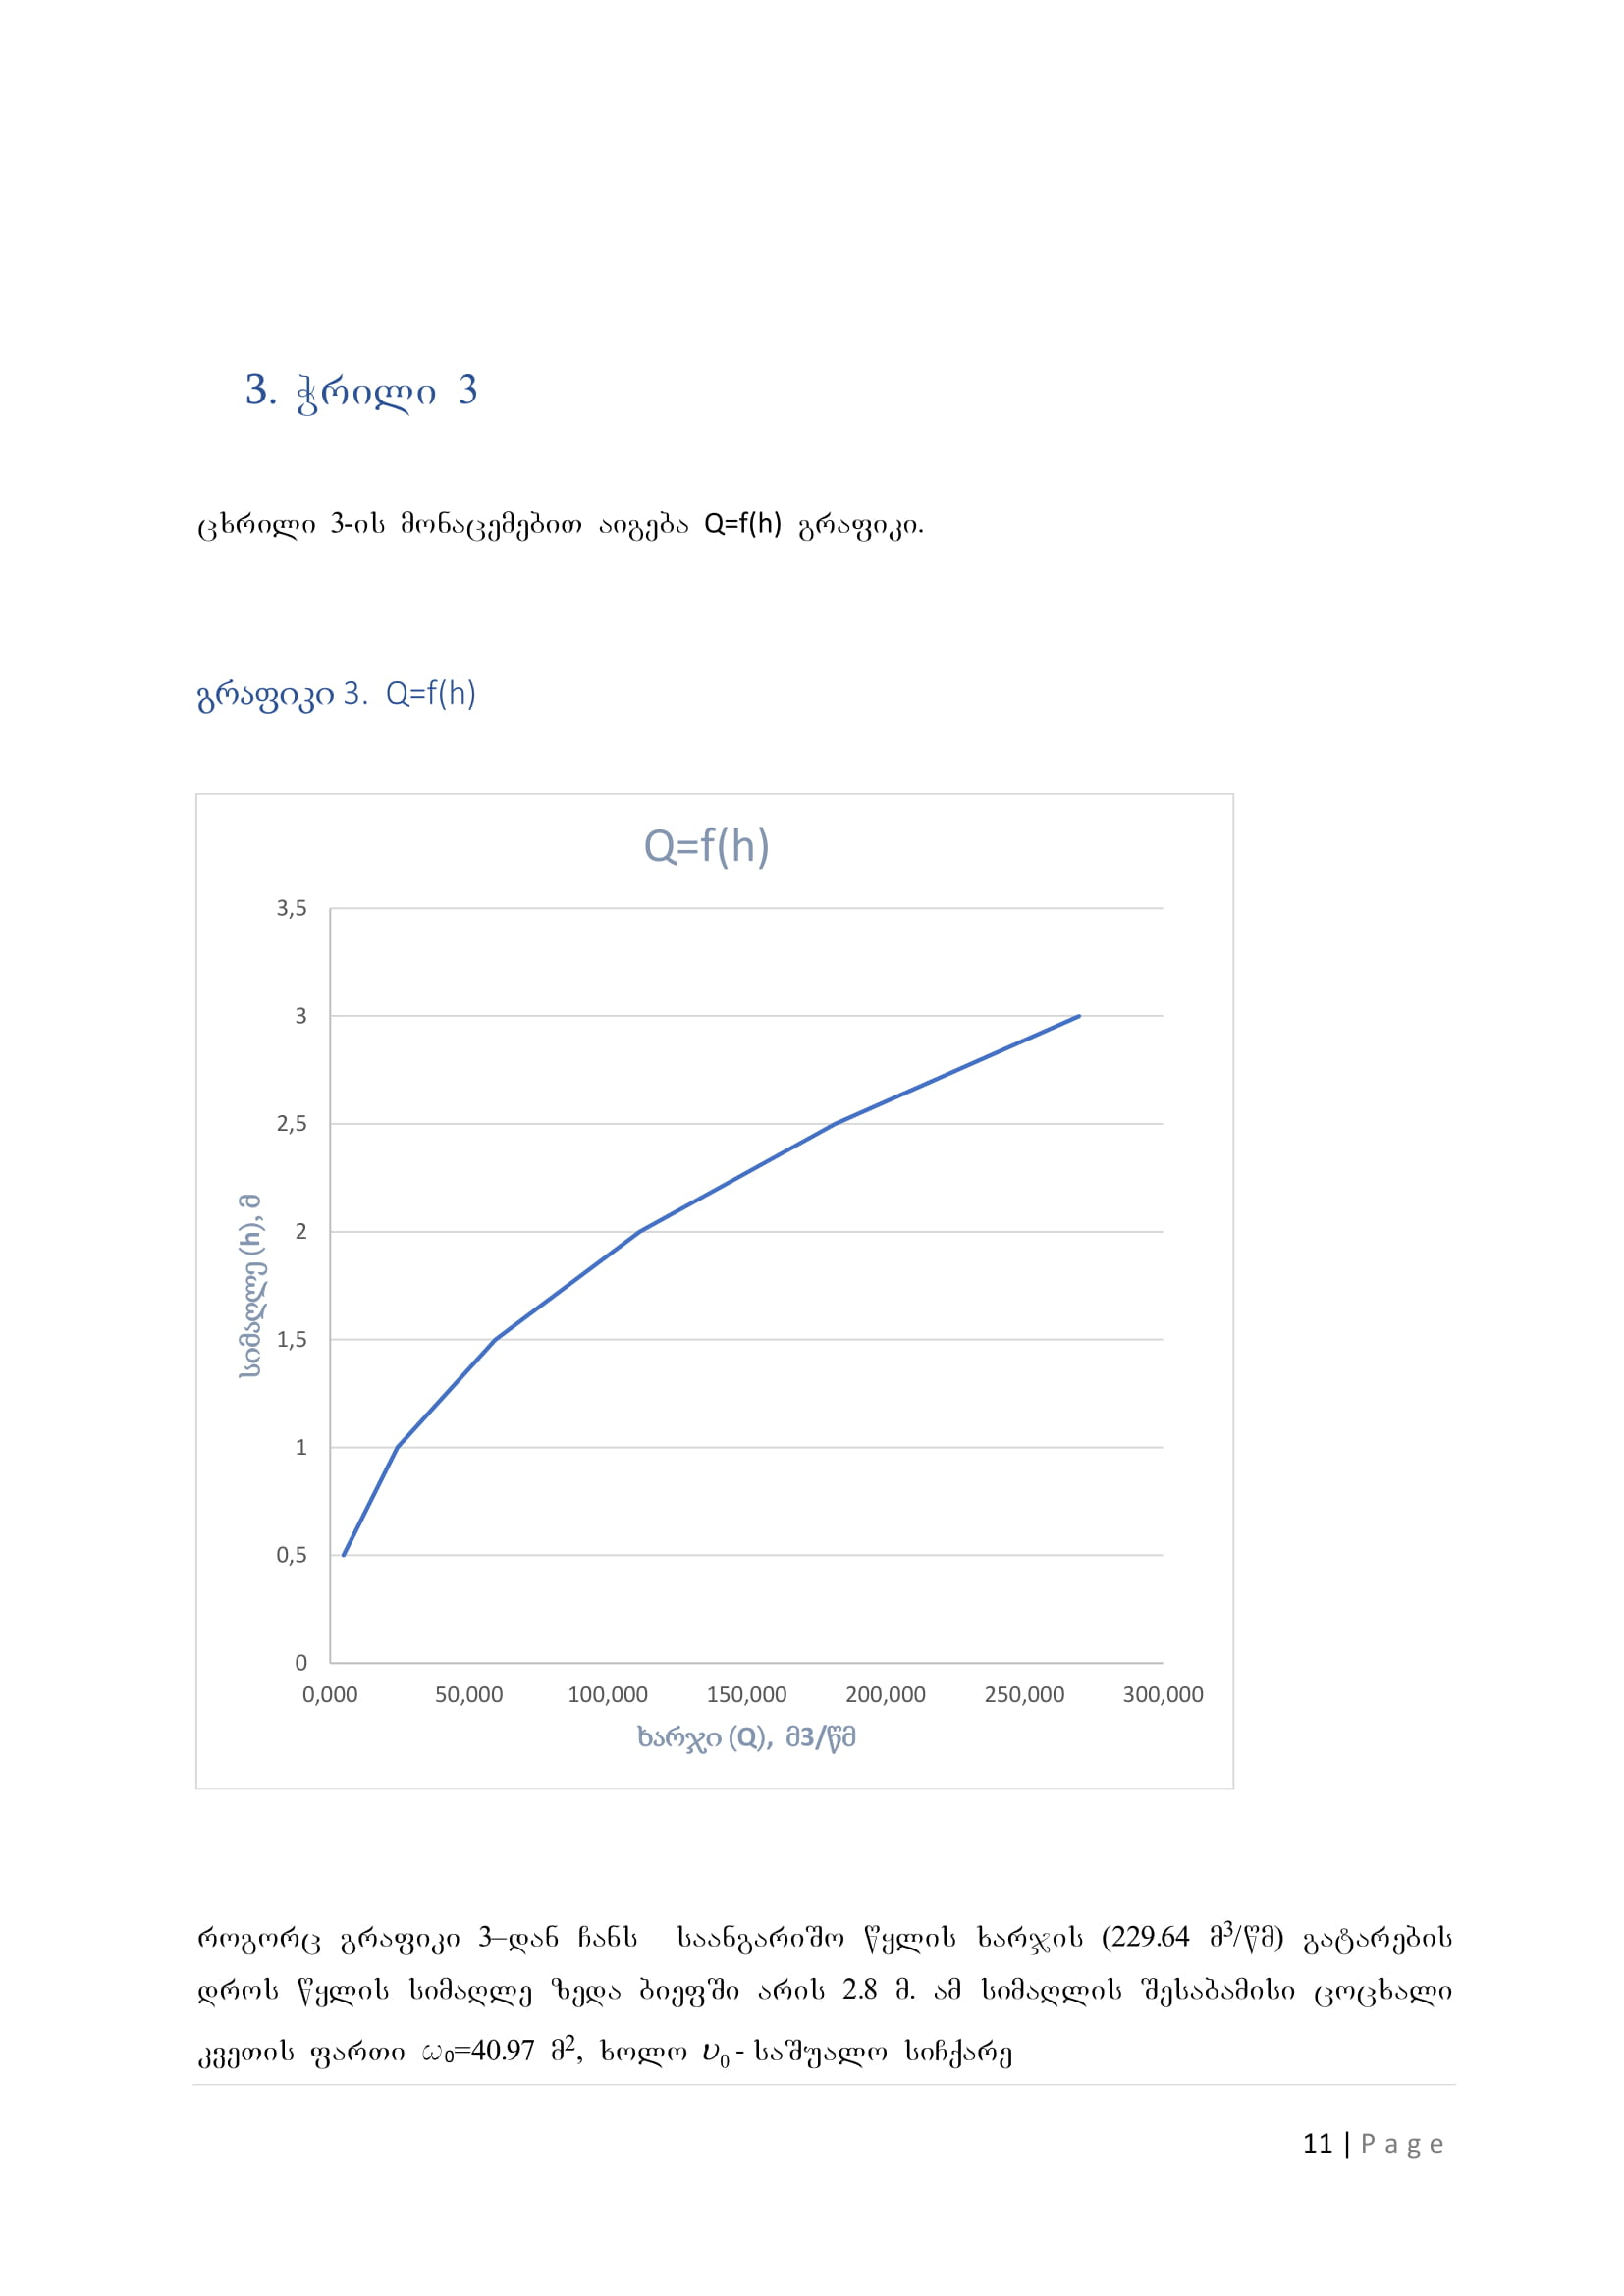 3. ჭრილი 3
ცხრილი 3-ის მონაცემებით აიგება Q=f(h) გრაფიკი.
გრაფიკი 3. Q=f(h)
Q=f(h)
3,5
3
2,5
2
1,5
1
0,5
0
სიმაღლე (h), მ
0,000 50,000 100,000 150,000 200,000 250,000 300,000
ხარჯი (Q), მ3/წმ
როგორც გრაფიკი 3–დან ჩანს საანგარიშო წყლის ხარჯის (229.64 მ³/წმ) გატარების
დროს წყლის სიმაღლე ზედა ბიეფში არის 2.8 მ. ამ სიმაღლის შესაბამისი ცოცხალი
კვეთის ფართი ω₀=40.97 მ², ხოლო υ₀ - საშუალო სიჩქარე
11 | Page